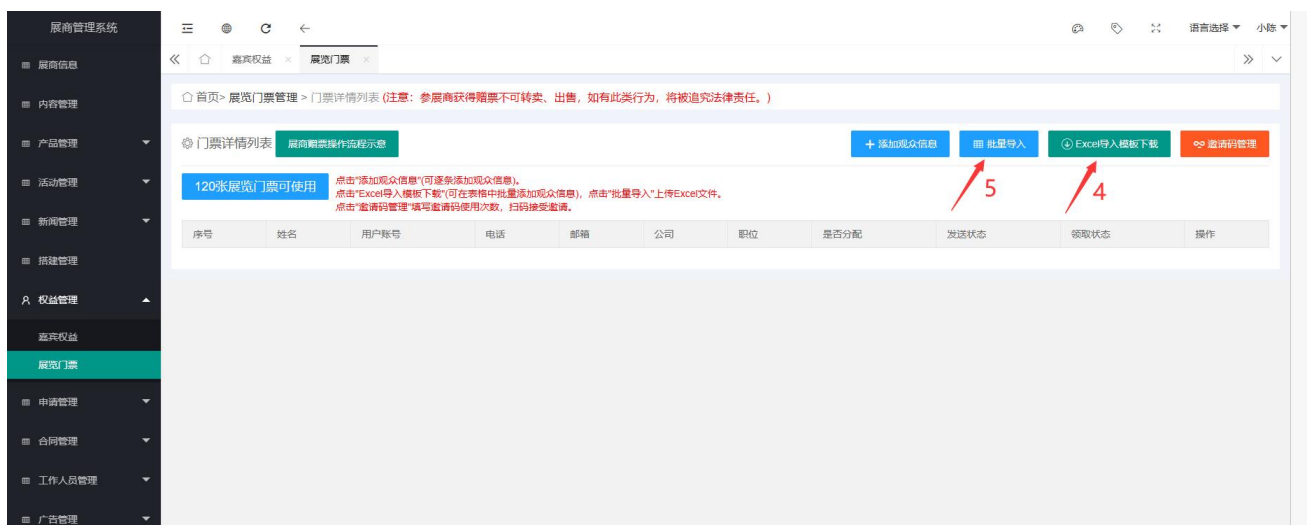 展商管理系统
语言选择
小陈
展商信息
嘉宾权益
展览门票
内容管理
首页> 展览门票管理 > 门票详情列表 (注意：参展商获得赠票不可转卖、出售，如有此类行为，将被追究法律责任。)
产品管理
门票详情列表
展商赠票操作流程示意
添加观众信息
批量导入
Excel导入模板下载
邀请码管理
活动管理
120张展览门票可使用
点击"添加观众信息"(可逐条添加观众信息)。
点击"Excel导入模板下载"(可在表格中批量添加观众信息)，点击"批量导入"上传Excel文件。
点击"邀请码管理"填写邀请码使用次数，扫码接受邀请。
5
4
新闻管理
序号 姓名 用户账号 电话 邮箱 公司 职位 是否分配 发送状态 领取状态 操作
搭建管理
权益管理
嘉宾权益
展览门票
申请管理
合同管理
工作人员管理
广告管理